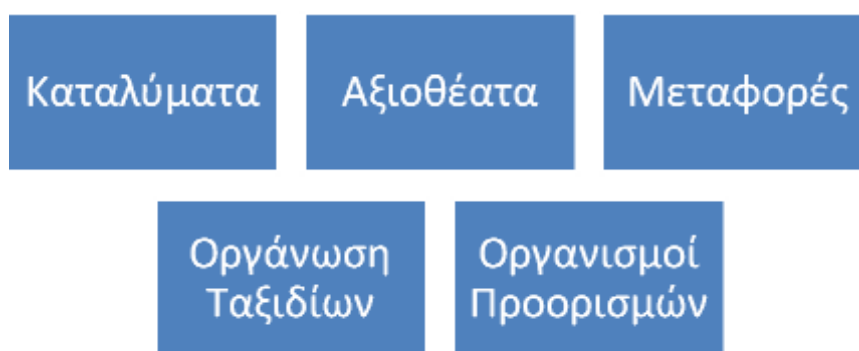 Καταλύματα
Αξιοθέατα
Μεταφορές
Οργάνωση
Ταξιδίων
Οργανισμοί
Προορισμών